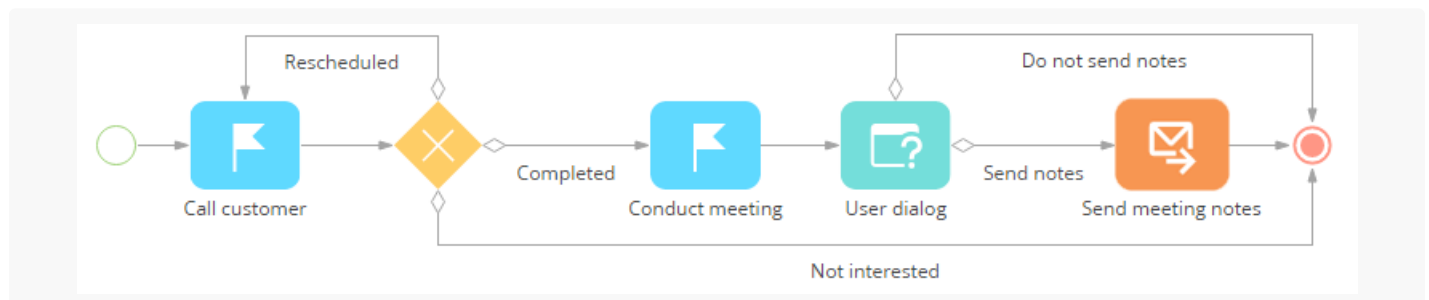 Rescheduled
Do not send notes
Completed
Send notes
Call customer
Conduct meeting
User dialog
Send meeting notes
Not interested